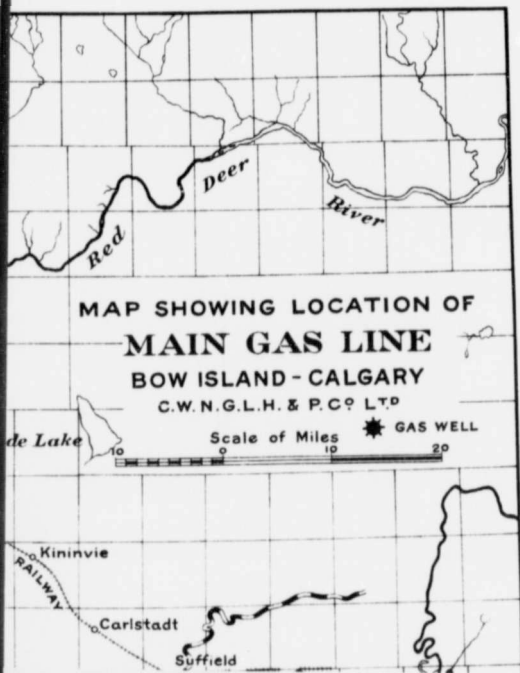 Red Deer River
MAP SHOWING LOCATION OF
MAIN GAS LINE
BOW ISLAND - CALGARY
C.W.N.G.L.H. & P. CO LTD
de Lake
Scale of Miles
GAS WELL
10 0 10 20
Kininvie
RAILWAY
Carlstadt
Suffield